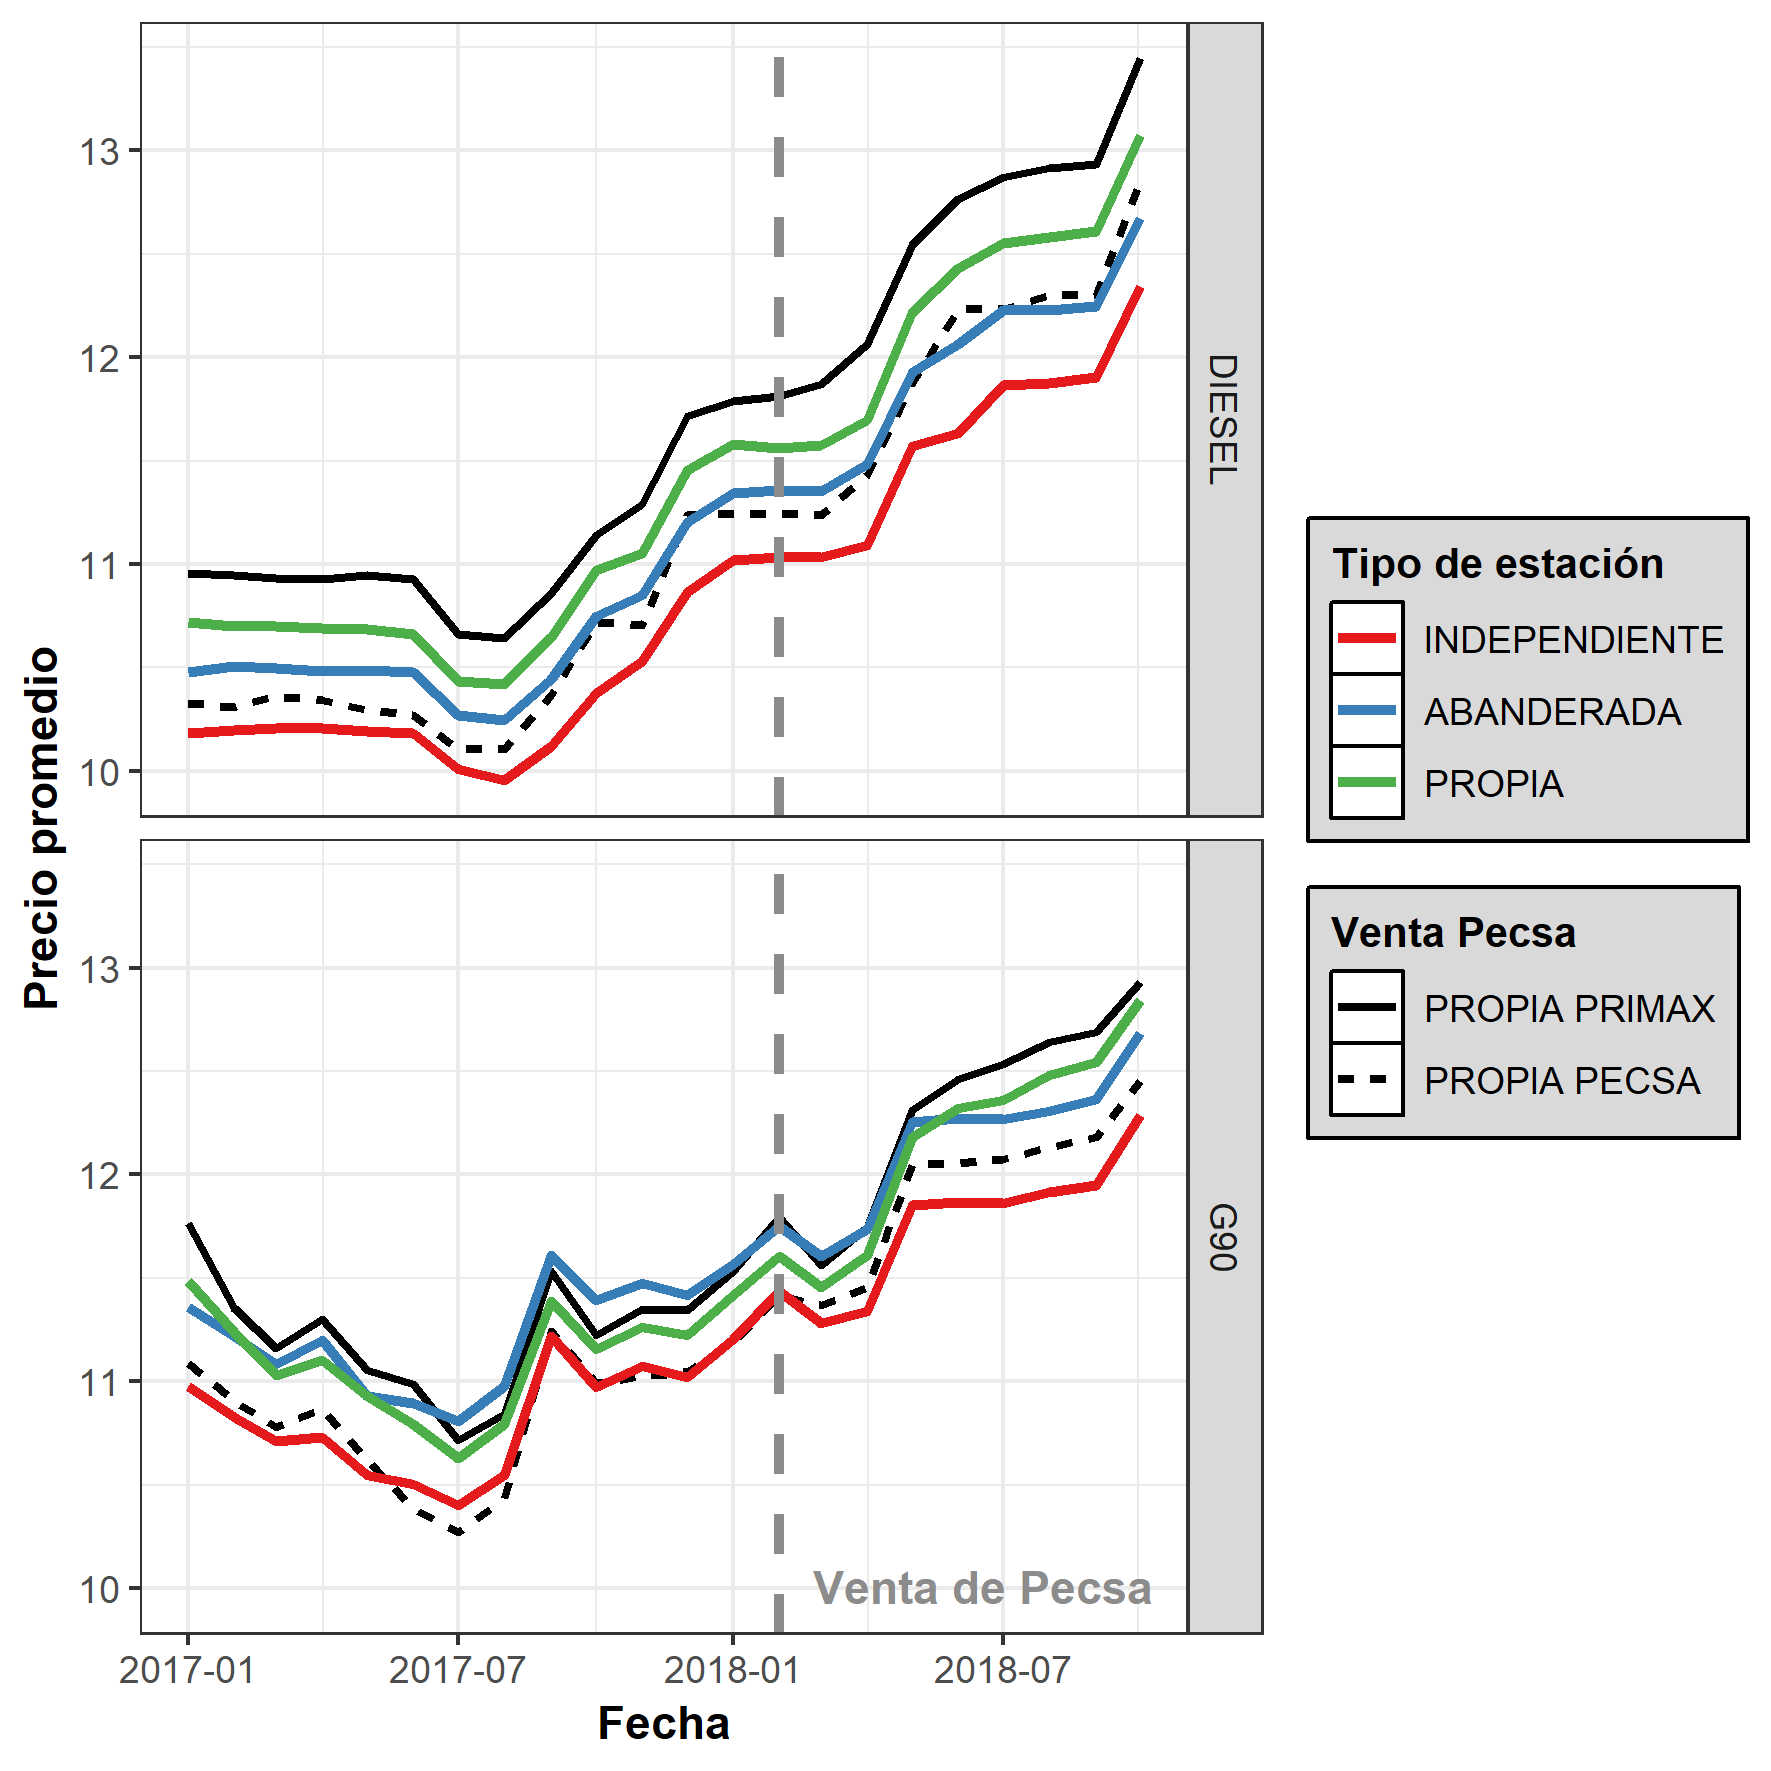 13
12
11
10
DIESEL
13
12
11
10
G90
Venta de Pecsa
2017-01
2017-07
2018-01
2018-07
Fecha
Precio promedio
Tipo de estación
INDEPENDIENTE
ABANDERADA
PROPIA
Venta Pecsa
PROPIA PRIMAX
PROPIA PECSA